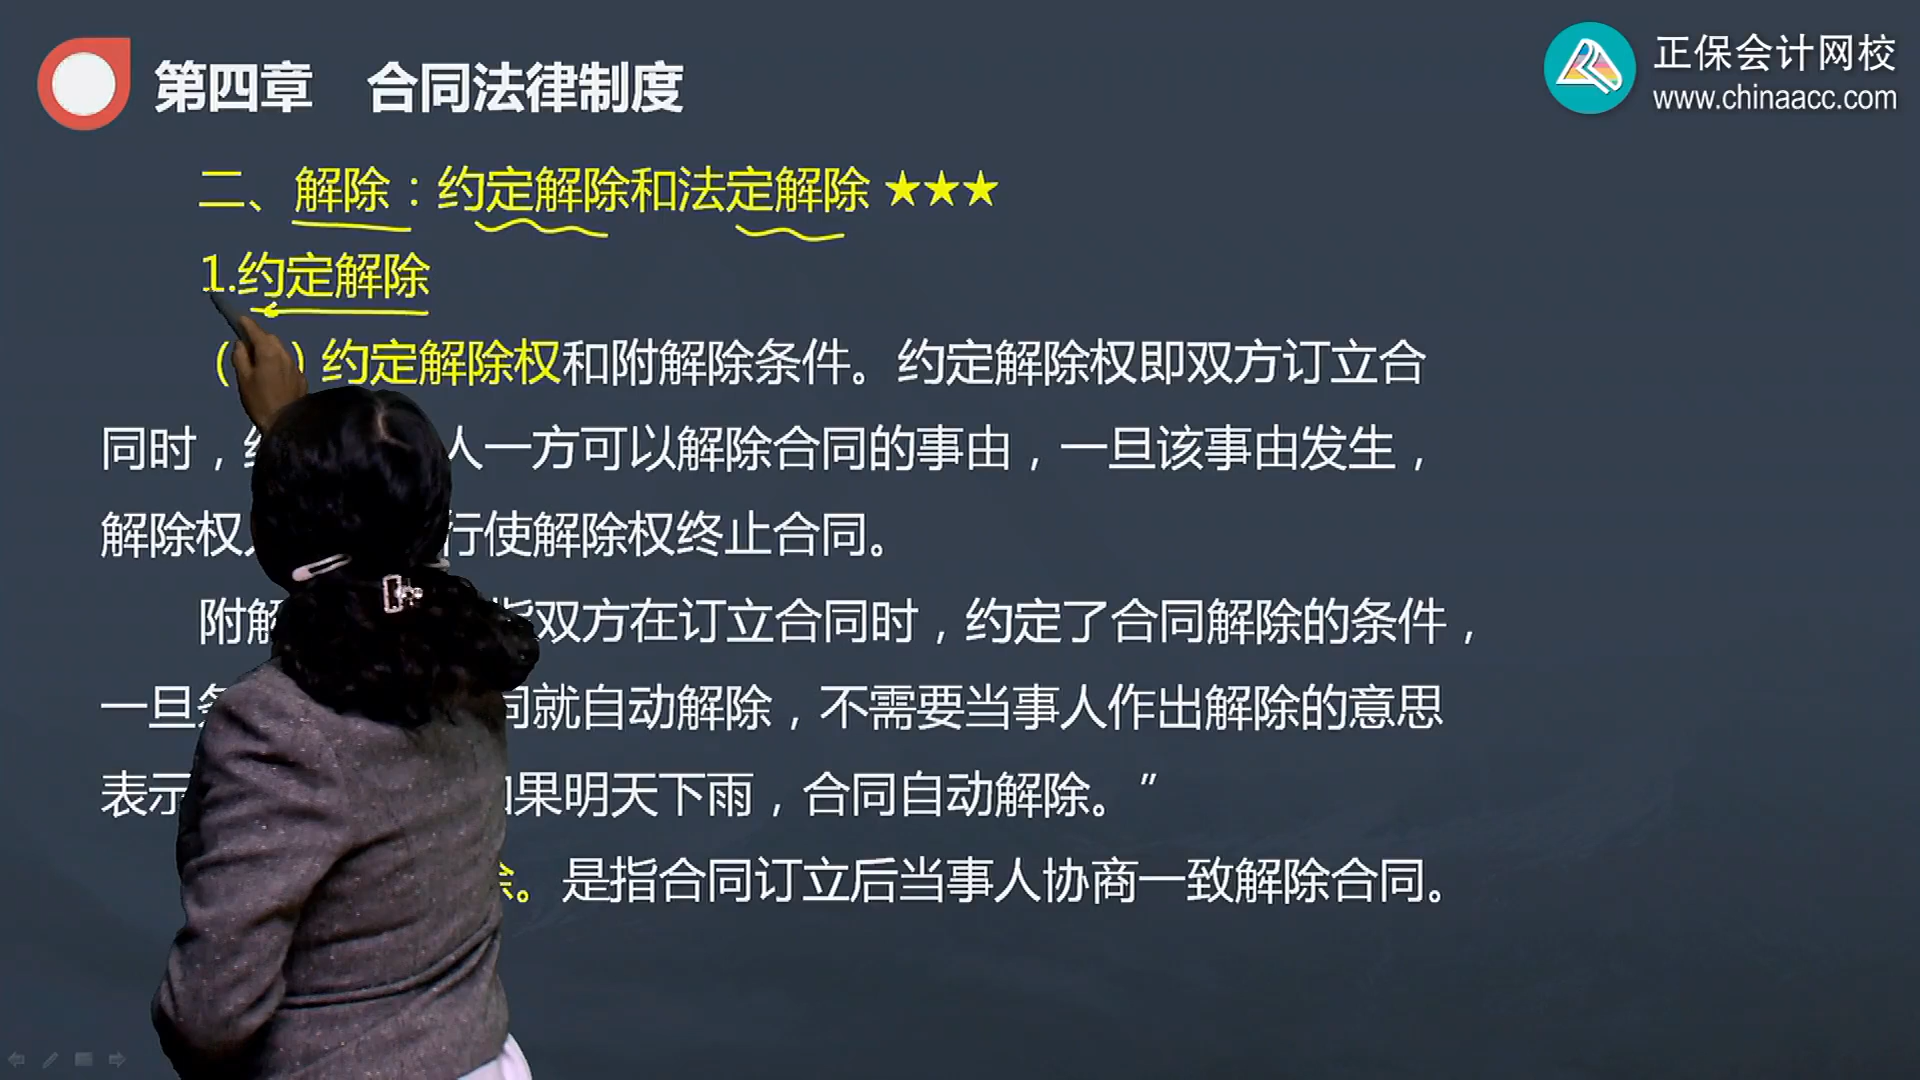 第四章 合同法律制度
正保会计网校
www.chinaacc.com
二、解除：约定解除和法定解除 ★★★
1.约定解除
（ ）约定解除权和附解除条件。约定解除权即双方订立合
同时，人一方可以解除合同的事由，一旦该事由发生，
解除权 行使解除权终止合同。
附解 指双方在订立合同时，约定了合同解除的条件，
一旦 同就自动解除，不需要当事人作出解除的意思
表示 如果明天下雨，合同自动解除。”
除。是指合同订立后当事人协商一致解除合同。